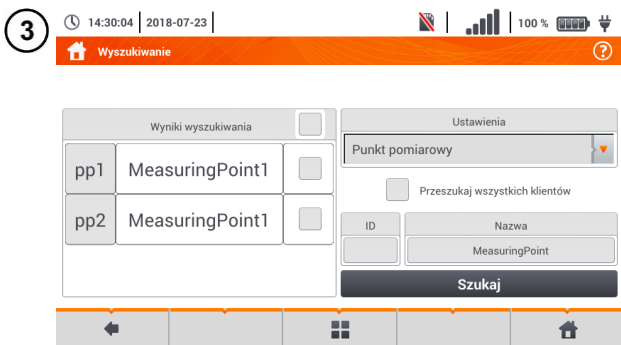 3
14:30:04 2018-07-23 100 %
Wyszukiwanie ?
Wyniki wyszukiwania
pp1 MeasuringPoint1
pp2 MeasuringPoint1
Ustawienia
Punkt pomiarowy
Przeszukaj wszystkich klientów
ID Nazwa
MeasuringPoint
Szukaj